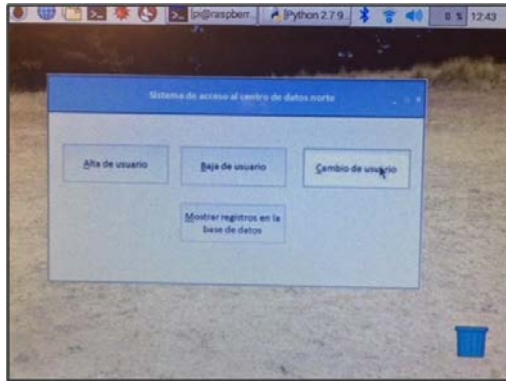 pi@raspberr... [Python 2.7 9... 0 % 12:43
Sistema de acceso al centro de datos norte
Alta de usuario Baja de usuario Cambio de usuario
Mostrar registros en la
base de datos